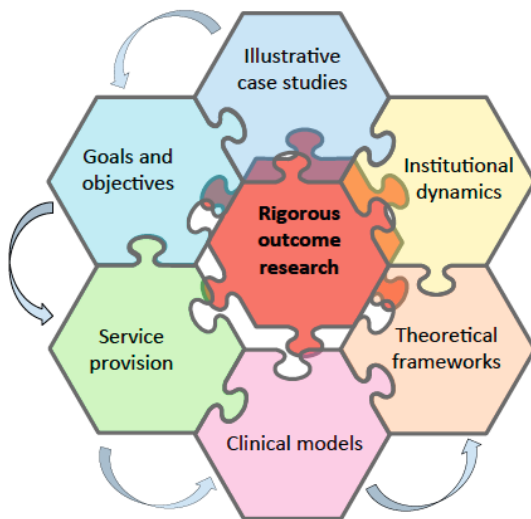 Illustrative
case studies
Goals and
objectives
Institutional
dynamics
Rigorous
outcome
research
Service
provision
Theoretical
frameworks
Clinical models